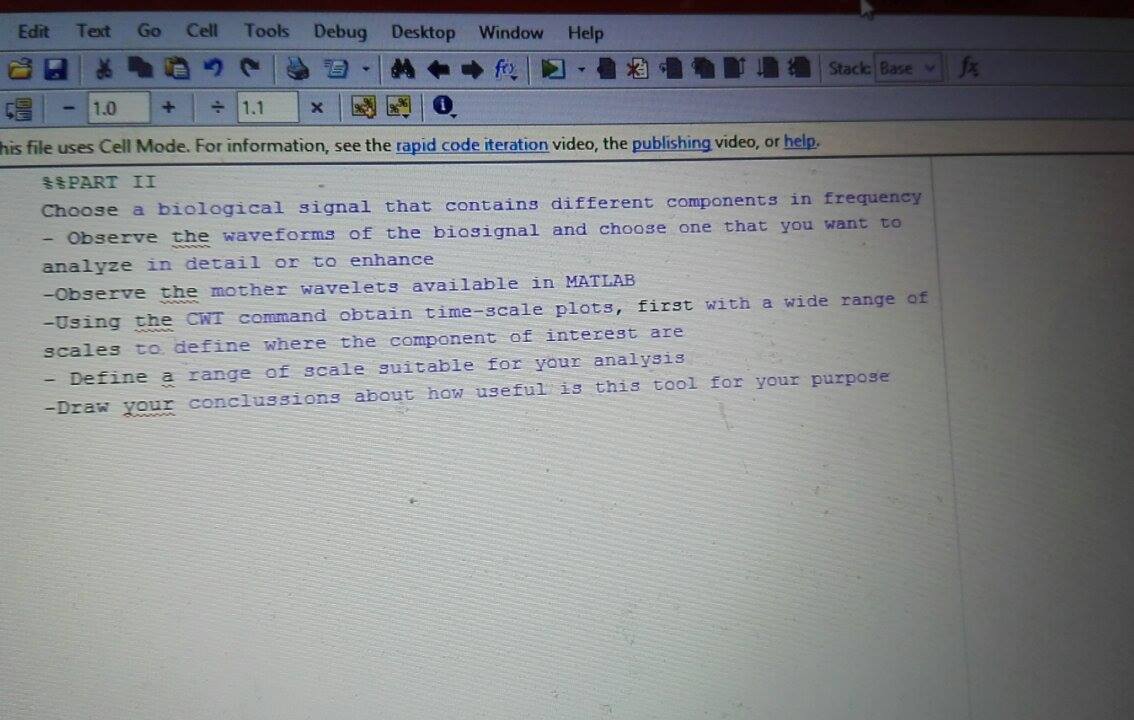 Edit Text Go Cell Tools Debug Desktop Window Help
Stack: Base fx
− 1.0 + ÷ 1.1 ×
his file uses Cell Mode. For information, see the rapid code iteration video, the publishing video, or help.
%%PART II
Choose a biological signal that contains different components in frequency
- Observe the waveforms of the biosignal and choose one that you want to
analyze in detail or to enhance
-Observe the mother wavelets available in MATLAB
-Using the CWT command obtain time-scale plots, first with a wide range of
scales to define where the component of interest are
- Define a range of scale suitable for your analysis
-Draw your conclussions about how useful is this tool for your purpose